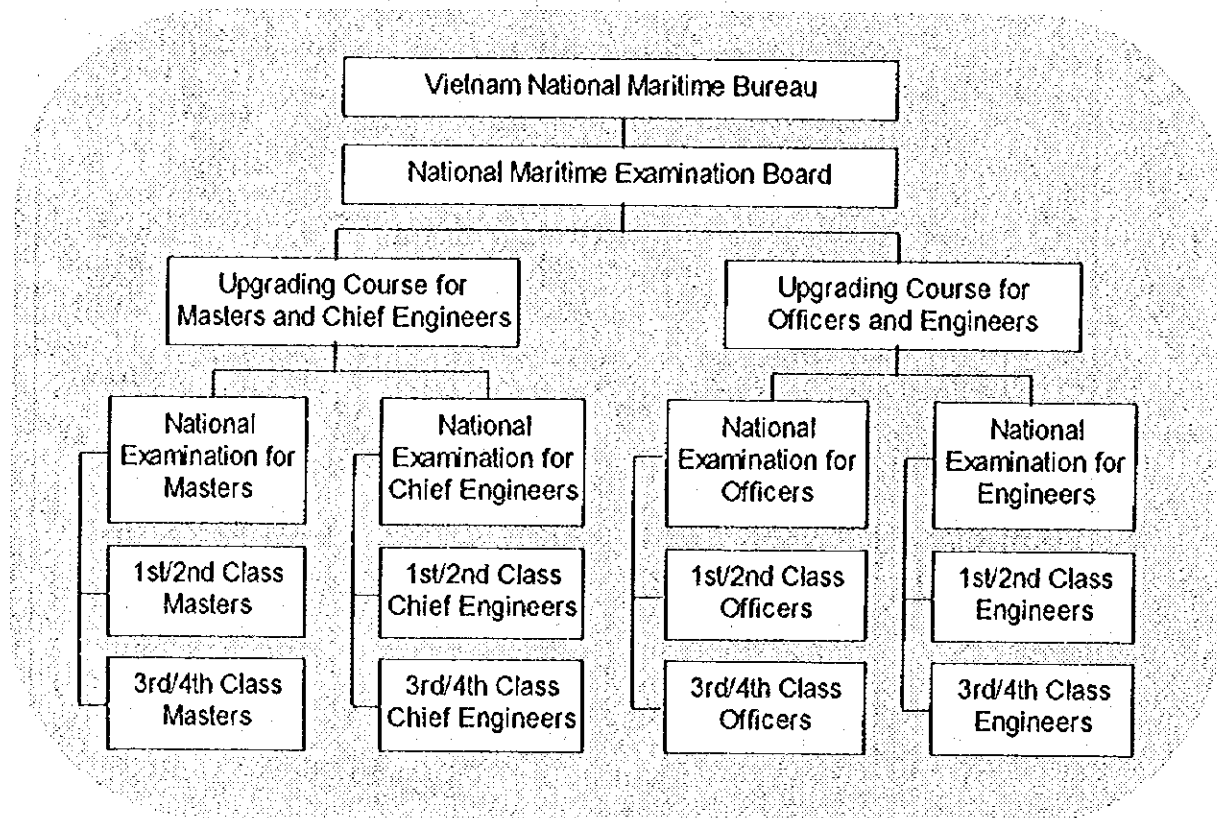 Vietnam National Maritime Bureau
National Maritime Examination Board
Upgrading Course for
Masters and Chief Engineers
Upgrading Course for
Officers and Engineers
National
Examination for
Masters
National
Examination for
Chief Engineers
National
Examination for
Officers
National
Examination for
Engineers
1st/2nd Class
Masters
1st/2nd Class
Chief Engineers
1st/2nd Class
Officers
1st/2nd Class
Engineers
3rd/4th Class
Masters
3rd/4th Class
Chief Engineers
3rd/4th Class
Officers
3rd/4th Class
Engineers